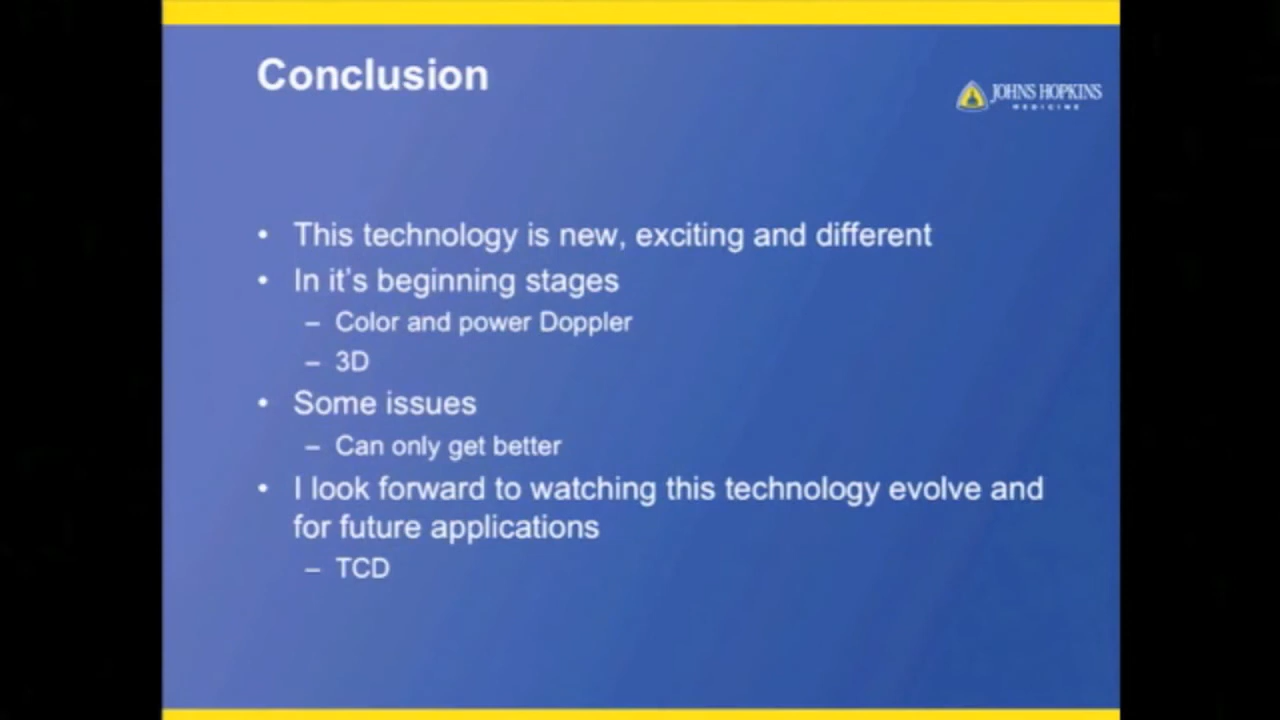 Conclusion
JOHNS HOPKINS
MEDICINE
• This technology is new, exciting and different
• In it's beginning stages
– Color and power Doppler
– 3D
• Some issues
– Can only get better
• I look forward to watching this technology evolve and
for future applications
– TCD